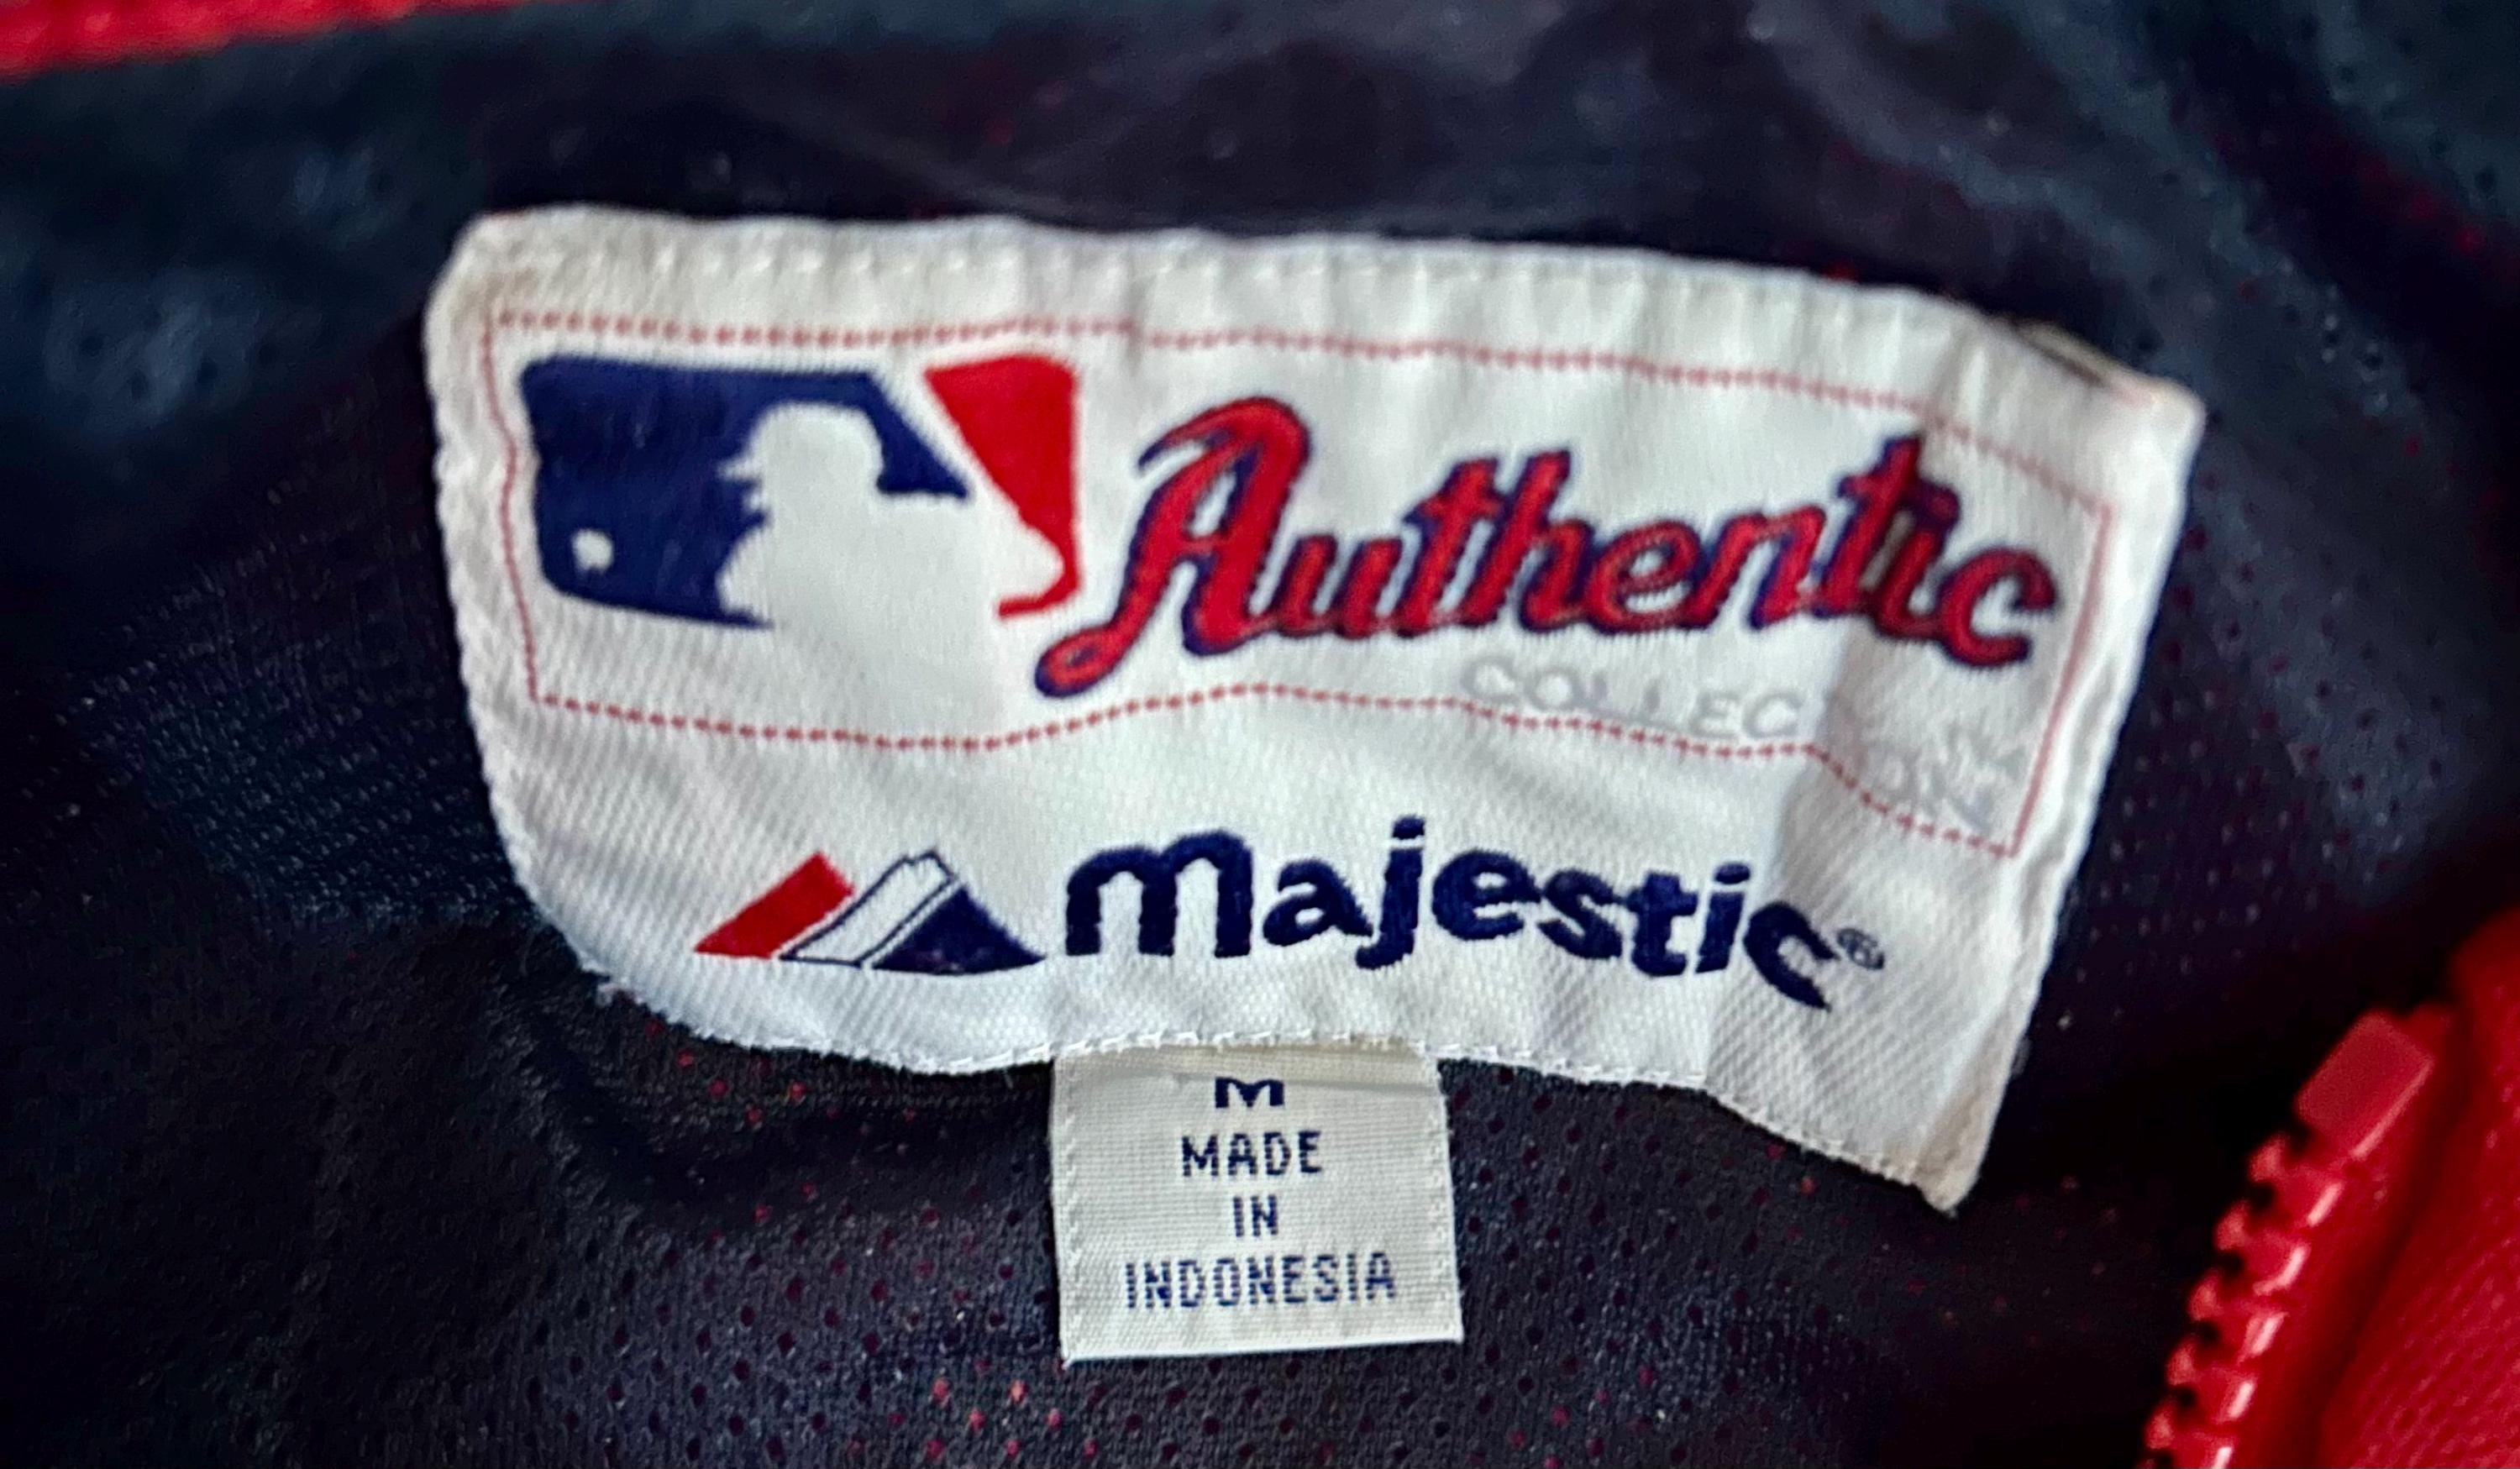 Authentic
COLLECTION
Majestic®
M
MADE
IN
INDONESIA